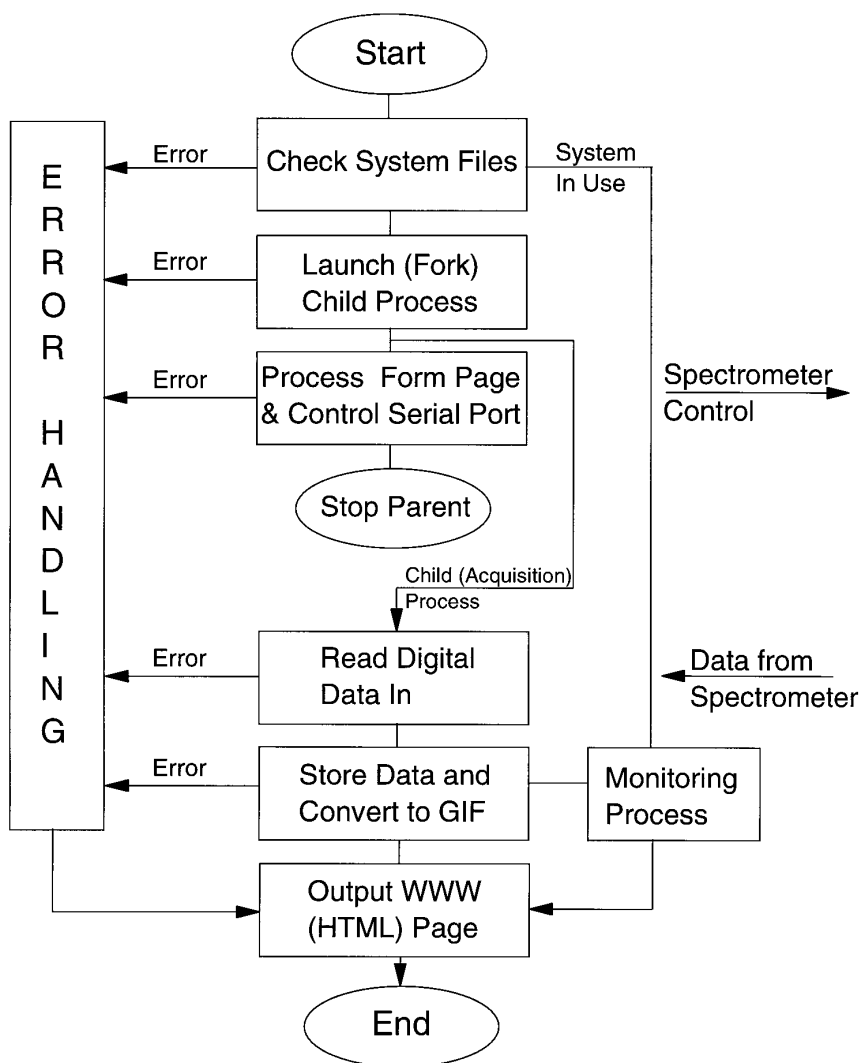 Start
Error
Check System Files
System
In Use
ERROR HANDLING
Error
Launch (Fork)
Child Process
Error
Process Form Page
& Control Serial Port
Spectrometer
Control
Stop Parent
Child (Acquisition)
Process
Error
Read Digital
Data In
Data from
Spectrometer
Error
Store Data and
Convert to GIF
Monitoring
Process
Output WWW
(HTML) Page
End